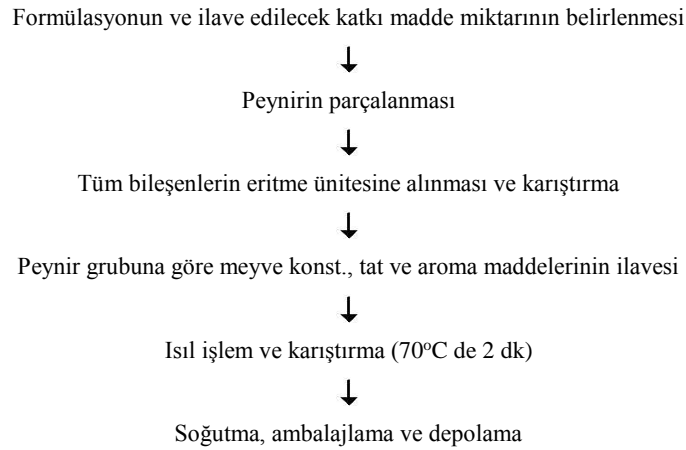 Formülasyonun ve ilave edilecek katkı madde miktarının belirlenmesi
↓
Peynirin parçalanması
↓
Tüm bileşenlerin eritme ünitesine alınması ve karıştırma
↓
Peynir grubuna göre meyve konst., tat ve aroma maddelerinin ilavesi
↓
Isıl işlem ve karıştırma (70°C de 2 dk)
↓
Soğutma, ambalajlama ve depolama